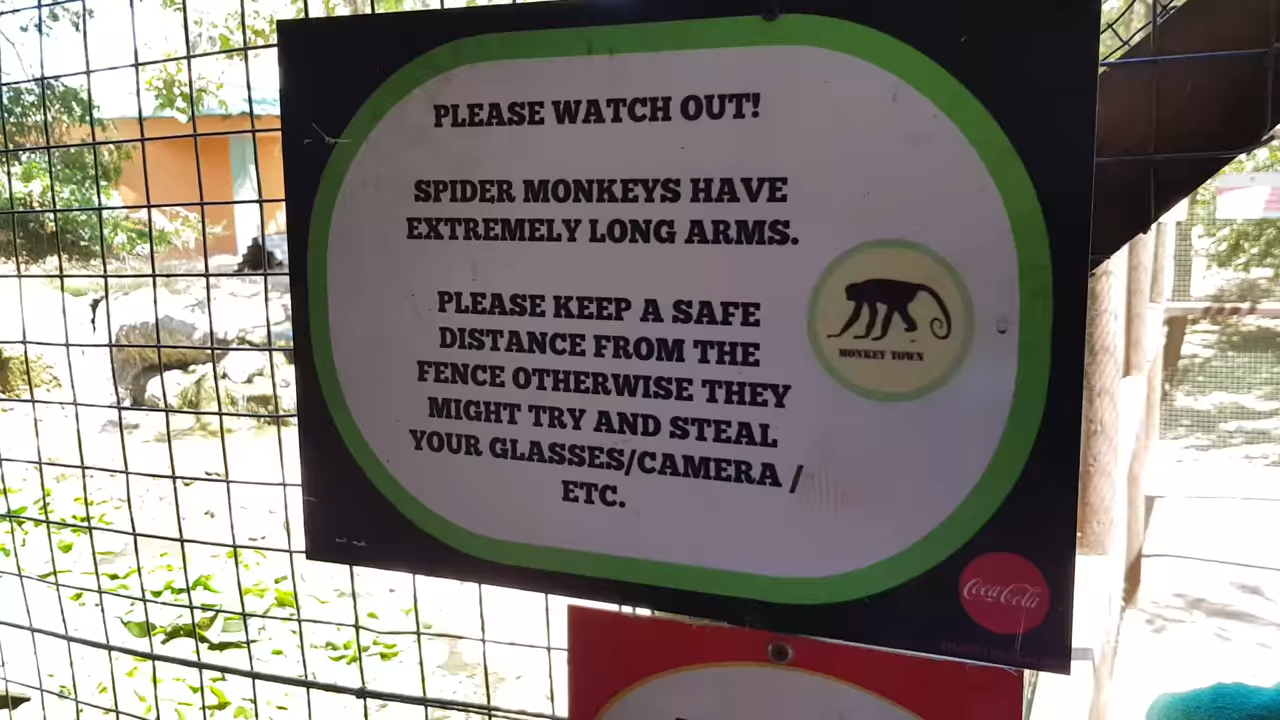 PLEASE WATCH OUT!
SPIDER MONKEYS HAVE
EXTREMELY LONG ARMS.
PLEASE KEEP A SAFE
DISTANCE FROM THE
FENCE OTHERWISE THEY
MIGHT TRY AND STEAL
YOUR GLASSES/CAMERA /
ETC.
MONKEY TOWN
Coca-Cola